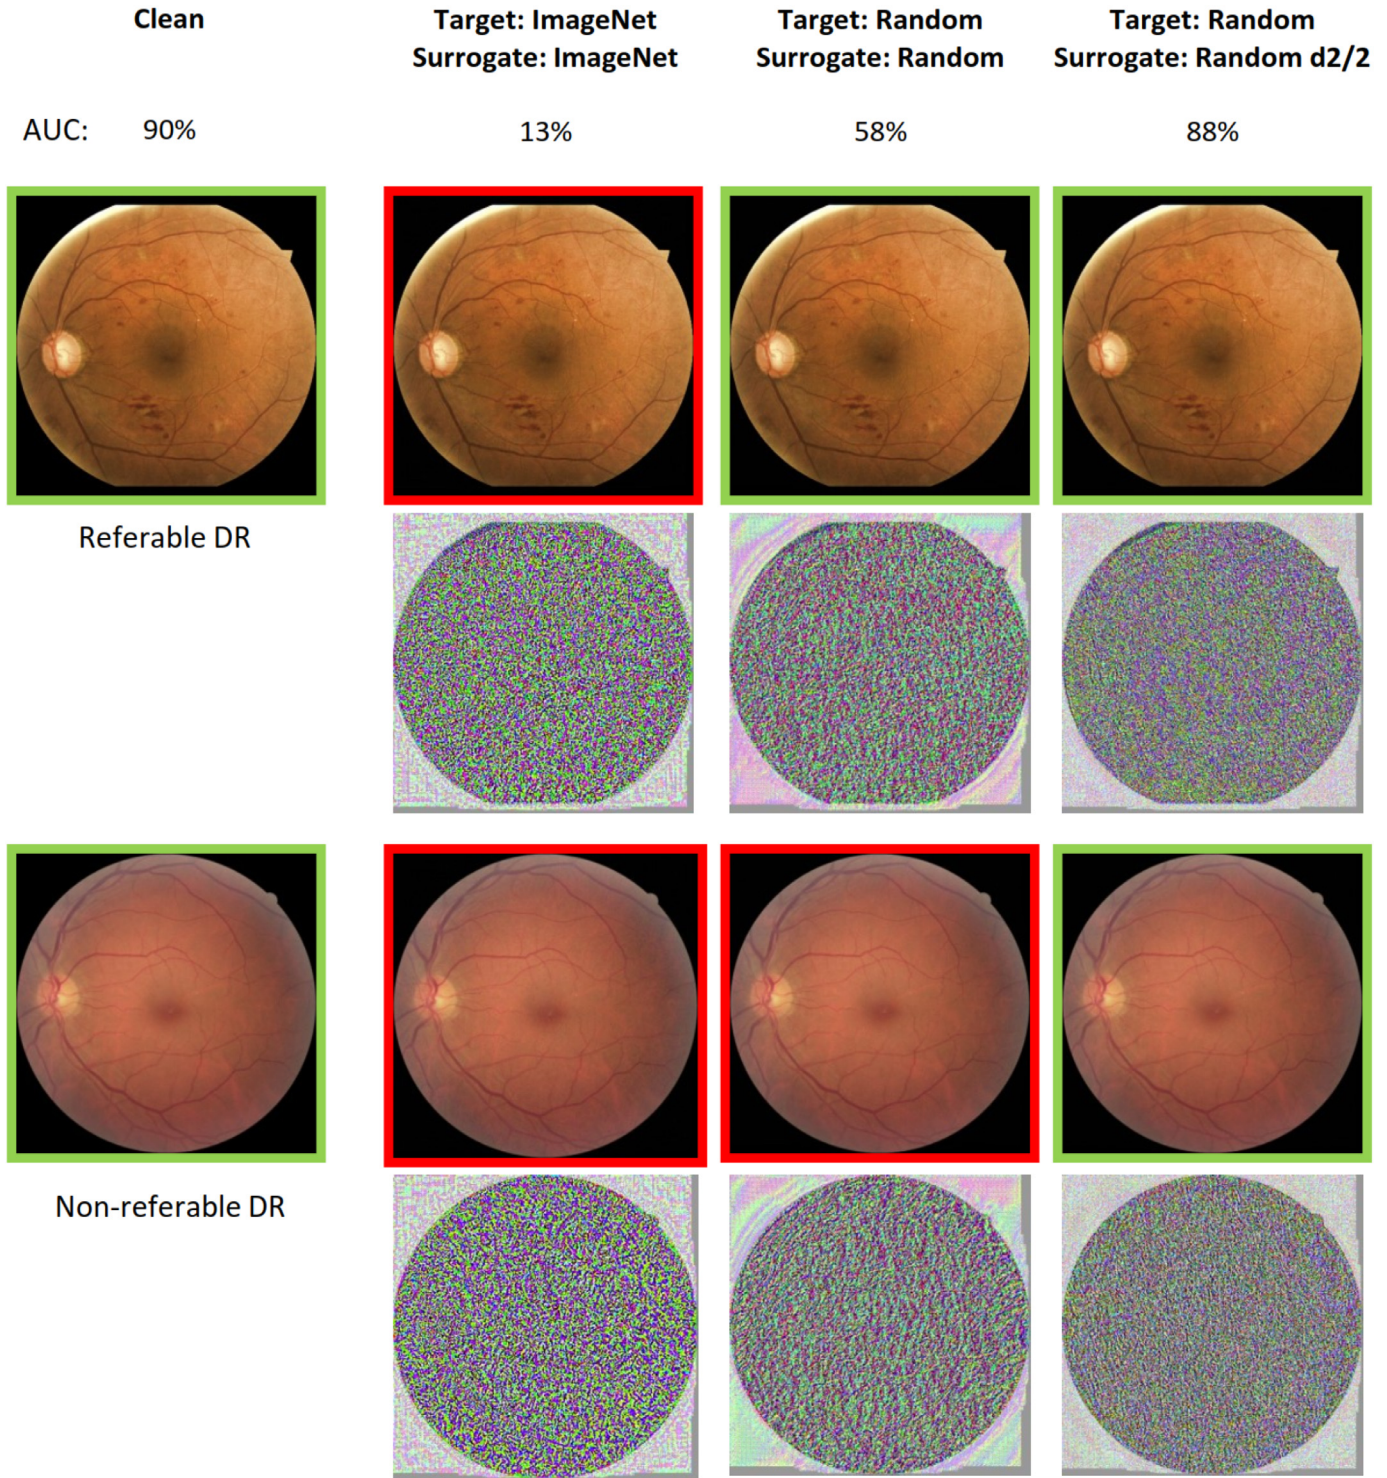 Clean
Target: ImageNet
Surrogate: ImageNet
Target: Random
Surrogate: Random
Target: Random
Surrogate: Random d2/2
AUC: 90% 13% 58% 88%
Referable DR
Non-referable DR